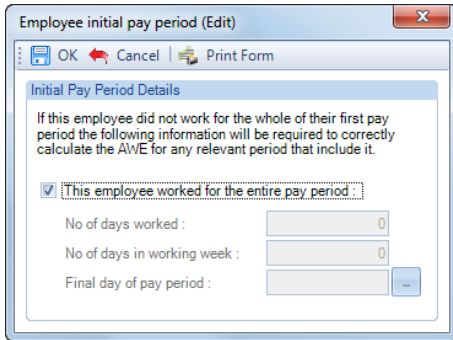 Employee initial pay period (Edit)
x
OK Cancel Print Form
Initial Pay Period Details
If this employee did not work for the whole of their first pay
period the following information will be required to correctly
calculate the AWE for any relevant period that include it.
This employee worked for the entire pay period :
No of days worked : 0
No of days in working week : 0
Final day of pay period : ...